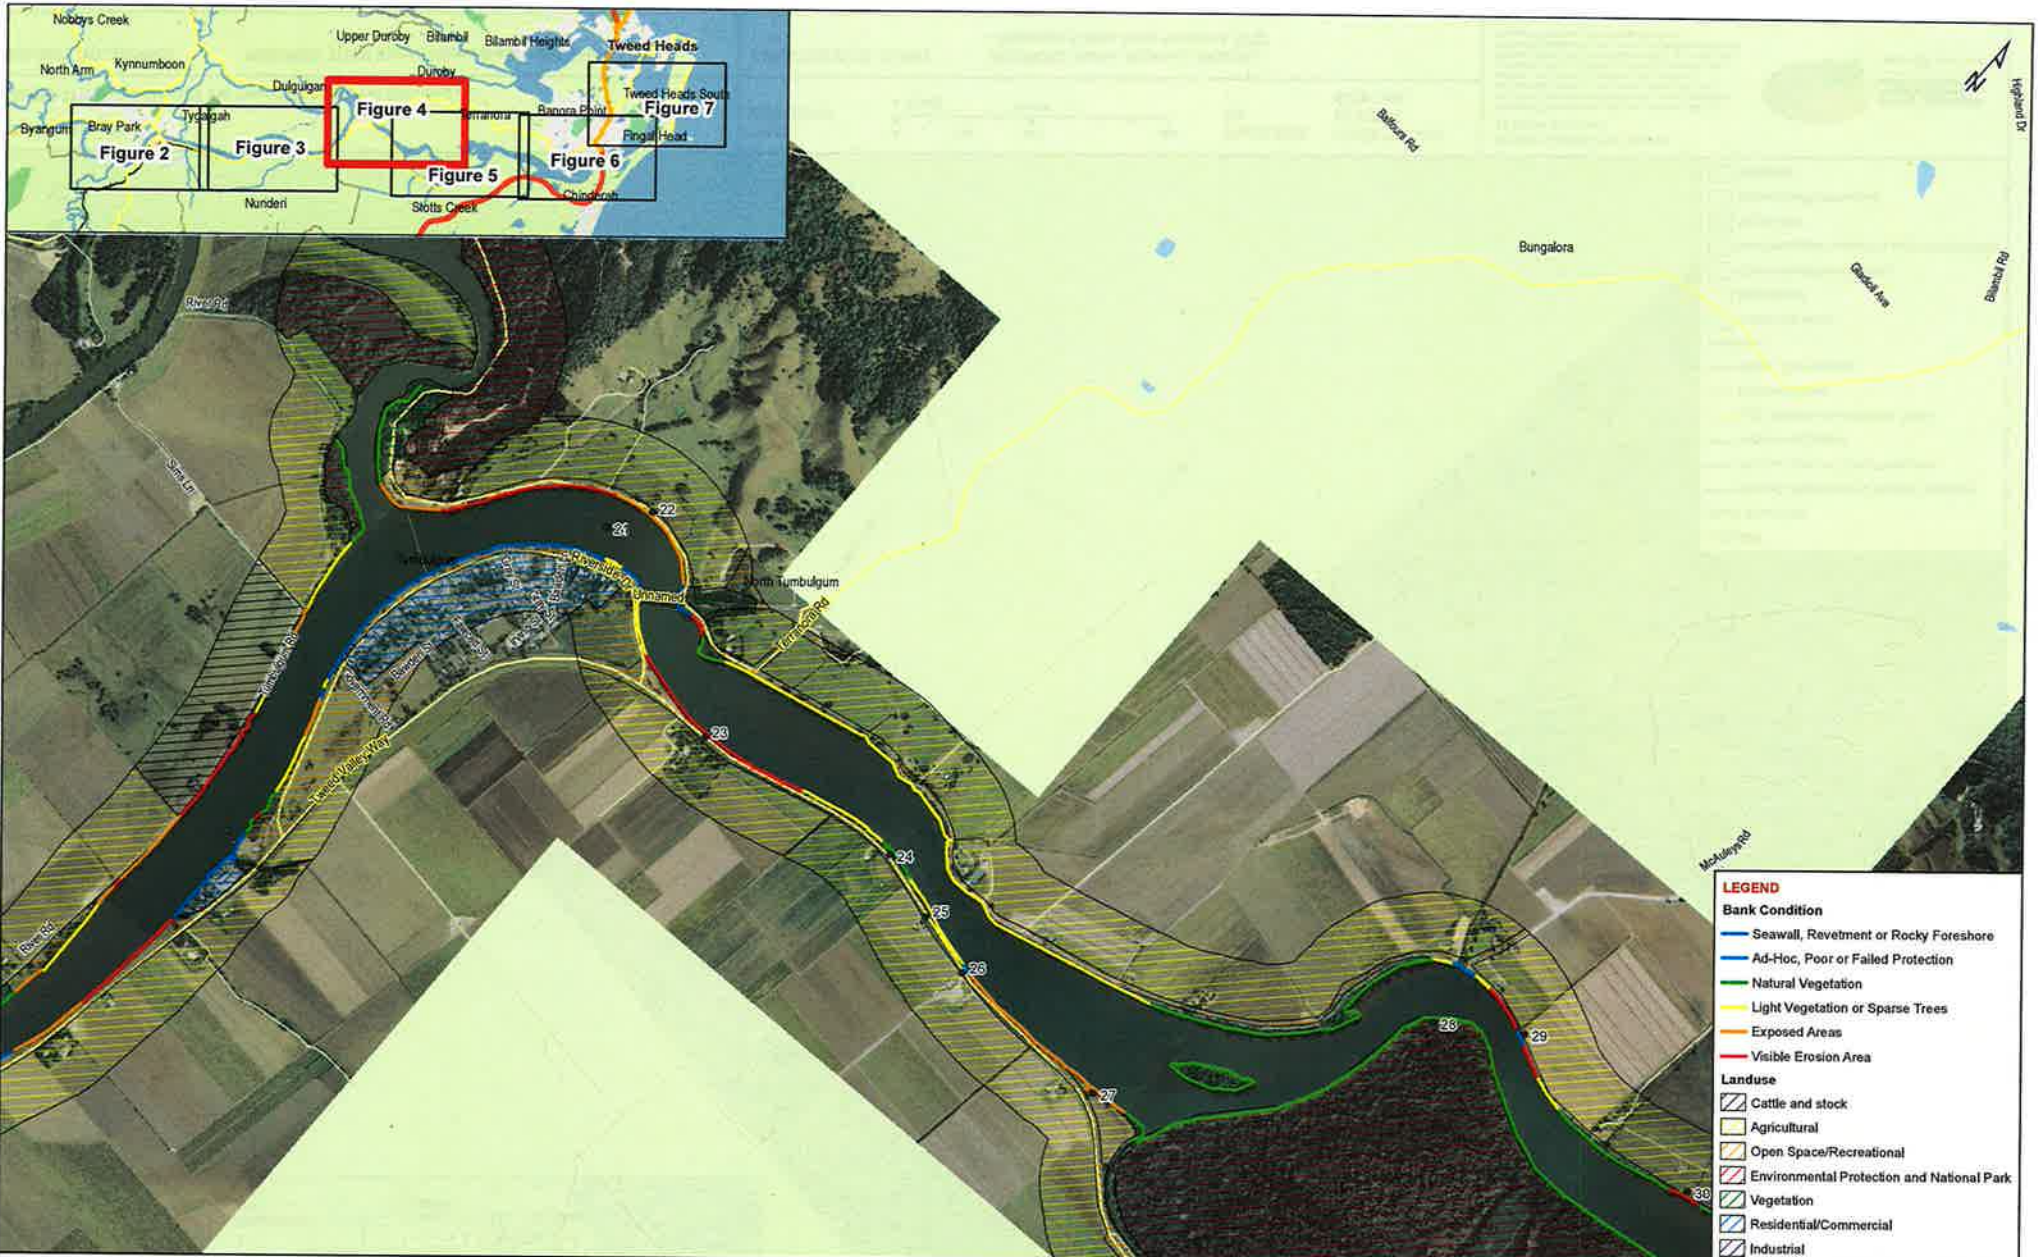 Nobbys Creek
Upper Duroby
Bilambil
Bilambil Heights
Tweed Heads
North Arm
Kynnumboon
Duroby
Dulguigan
Figure 4
Tweed Heads South
Figure 7
Byangum
Bray Park
Tygalgah
Terranora
Banora Point
Fingal Head
Figure 2
Figure 3
Figure 6
Figure 5
Nunderi
Stotts Creek
Chinderah
N
Highland Dr
Balfours Rd
Bungalora
Gladioli Ave
Bilambil Rd
River Rd
Sims Ln
22
21
Tumbulgum
Riverside Dr
Unnamed
North Tumbulgum
Terranora Rd
Bawden St
Government Rd
Tweed Valley Way
23
24
25
26
27
28
29
30
River Rd
McAuleys Rd
LEGEND
Bank Condition
Seawall, Revetment or Rocky Foreshore
Ad-Hoc, Poor or Failed Protection
Natural Vegetation
Light Vegetation or Sparse Trees
Exposed Areas
Visible Erosion Area
Landuse
Cattle and stock
Agricultural
Open Space/Recreational
Environmental Protection and National Park
Vegetation
Residential/Commercial
Industrial